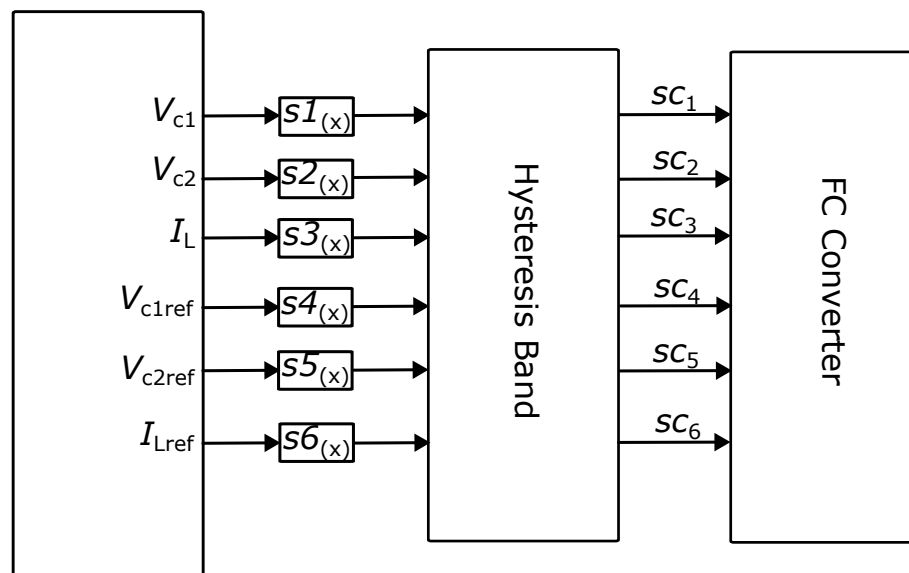 Vc1 s1(x) sc1
Vc2 s2(x) sc2
IL s3(x) sc3
Vc1ref s4(x) sc4
Vc2ref s5(x) sc5
ILref s6(x) sc6
Hysteresis Band
FC Converter